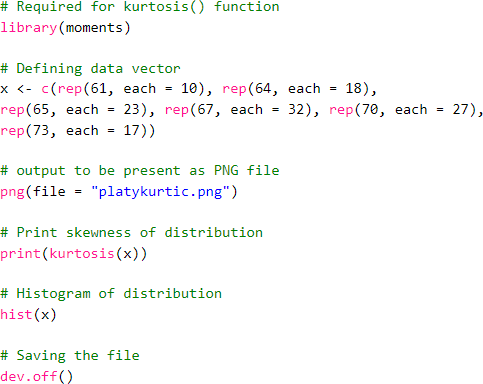 # Required for kurtosis() function
library(moments)
# Defining data vector
x <- c(rep(61, each = 10), rep(64, each = 18),
rep(65, each = 23), rep(67, each = 32), rep(70, each = 27),
rep(73, each = 17))
# output to be present as PNG file
png(file = "platykurtic.png")
# Print skewness of distribution
print(kurtosis(x))
# Histogram of distribution
hist(x)
# Saving the file
dev.off()